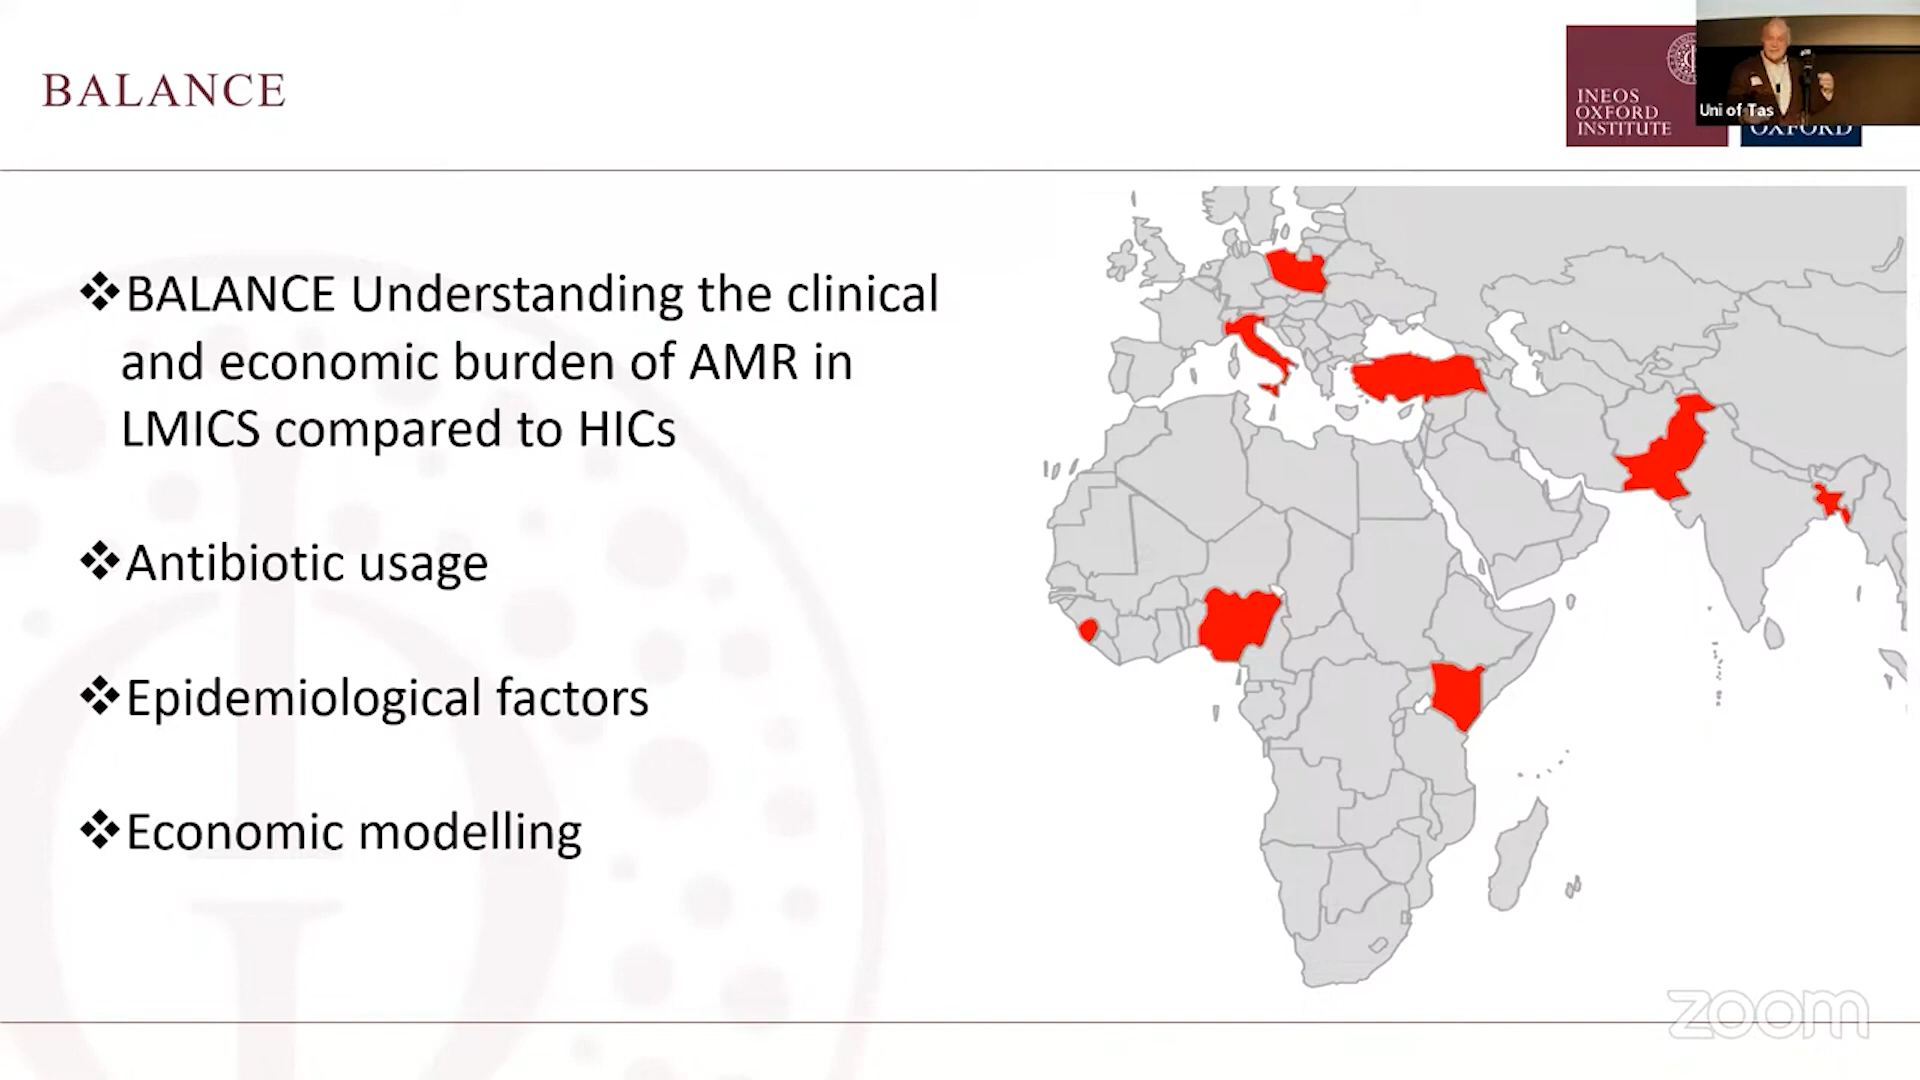 BALANCE
INEOS
OXFORD
INSTITUTE
Uni of Tas
OXFORD
❖BALANCE Understanding the clinical
and economic burden of AMR in
LMICS compared to HICs
❖Antibiotic usage
❖Epidemiological factors
❖Economic modelling
zoom